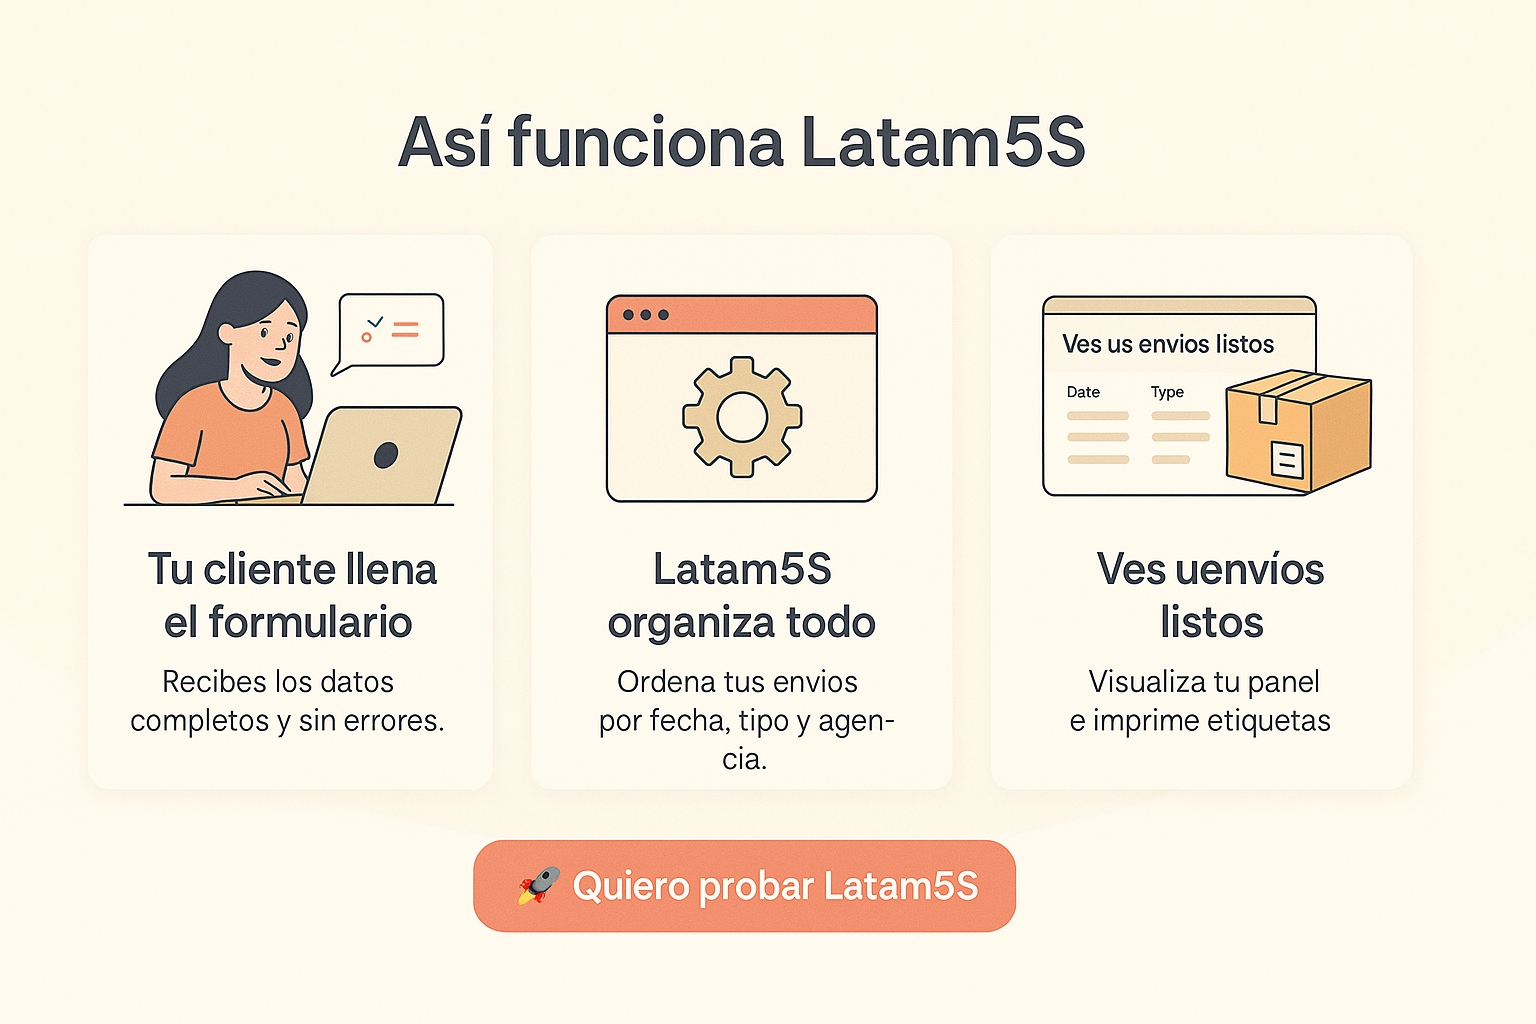 Así funciona Latam5S
Tu cliente llena
el formulario
Recibes los datos
completos y sin errores.
Latam5S
organiza todo
Ordena tus envios
por fecha, tipo y agen-
cia.
Ves us envios listos
Date Type
Ves uenvíos
listos
Visualiza tu panel
e imprime etiquetas
🚀 Quiero probar Latam5S